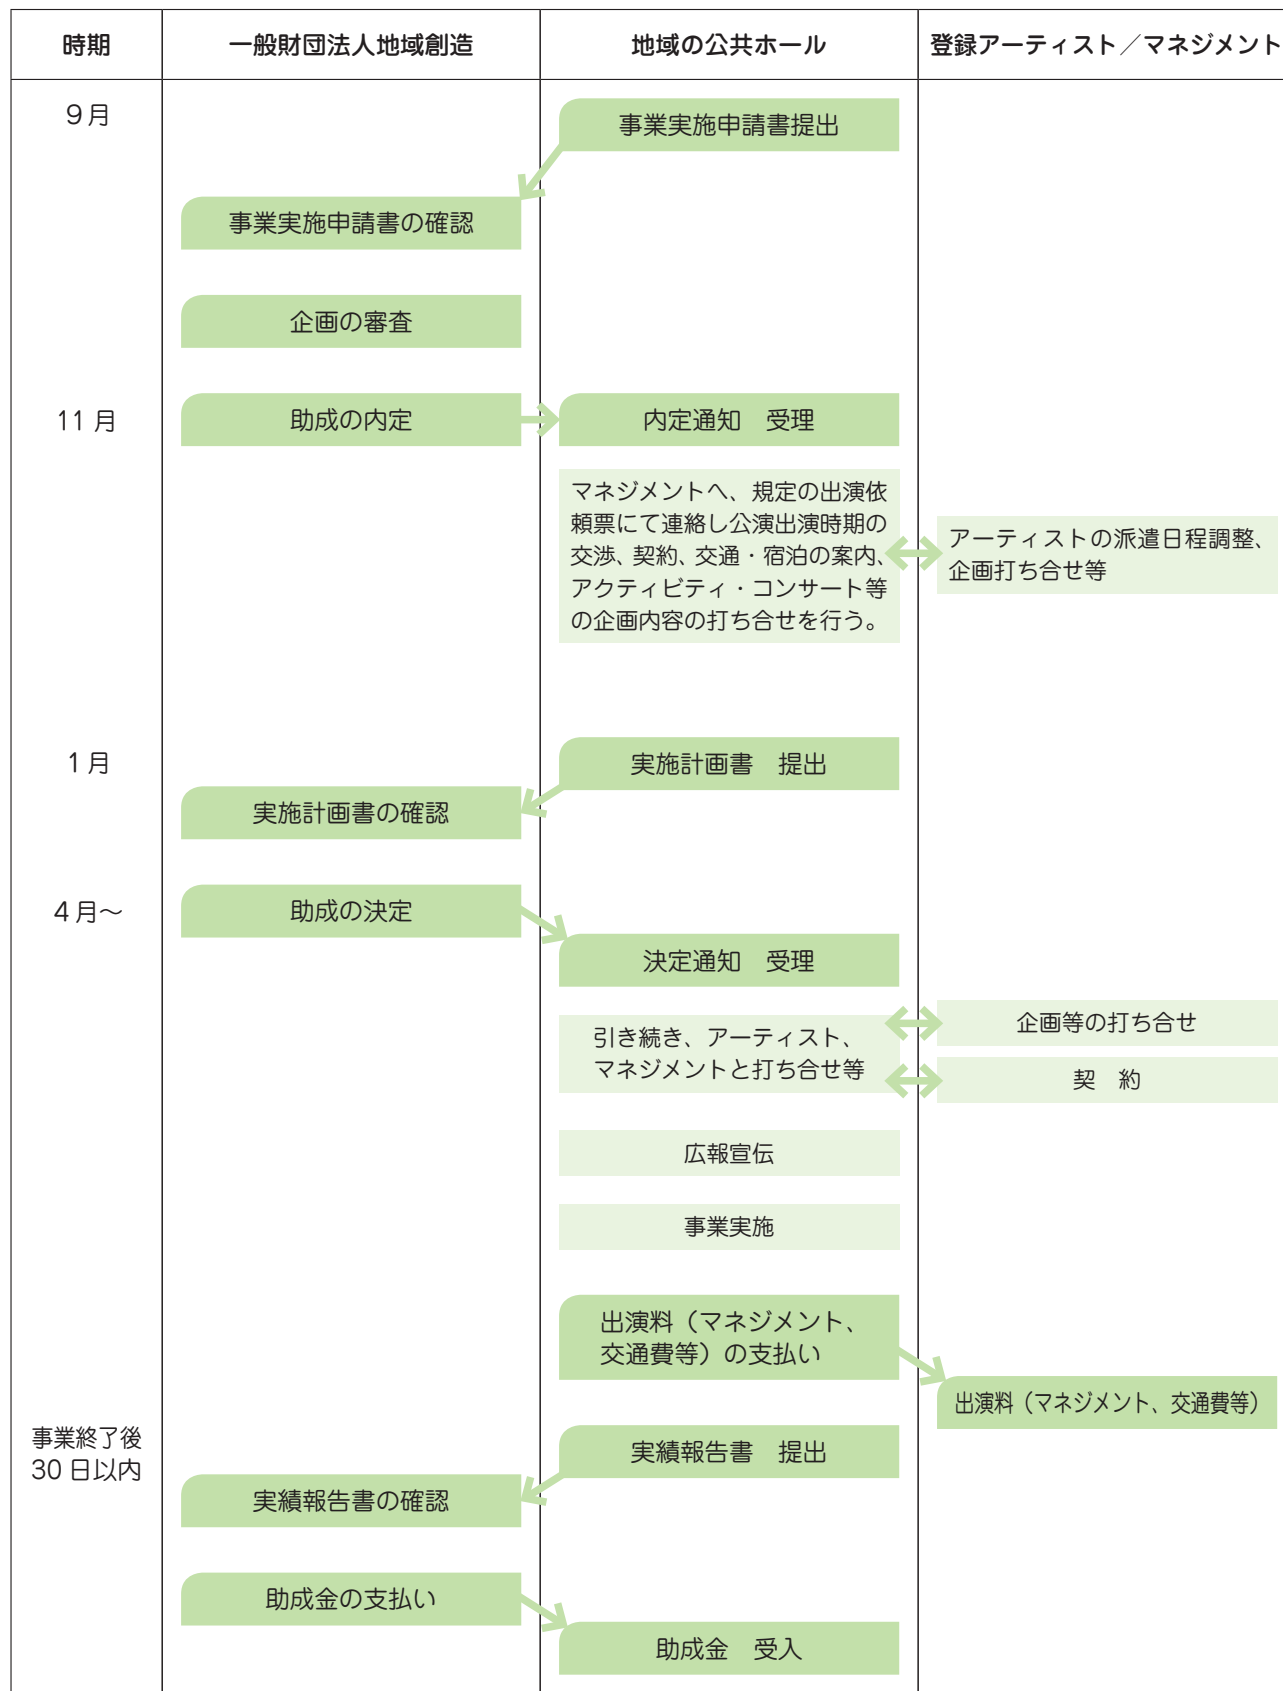 時期
一般財団法人地域創造
地域の公共ホール
登録アーティスト／マネジメント
9月
事業実施申請書提出
事業実施申請書の確認
企画の審査
11月
助成の内定
内定通知　受理
マネジメントへ、規定の出演依
頼票にて連絡し公演出演時期の
交渉、契約、交通・宿泊の案内、
アクティビティ・コンサート等
の企画内容の打ち合せを行う。
アーティストの派遣日程調整、
企画打ち合せ等
1月
実施計画書　提出
実施計画書の確認
4月～
助成の決定
決定通知　受理
引き続き、アーティスト、
マネジメントと打ち合せ等
企画等の打ち合せ
契　約
広報宣伝
事業実施
出演料（マネジメント、
交通費等）の支払い
出演料（マネジメント、交通費等）
事業終了後
30日以内
実績報告書　提出
実績報告書の確認
助成金の支払い
助成金　受入